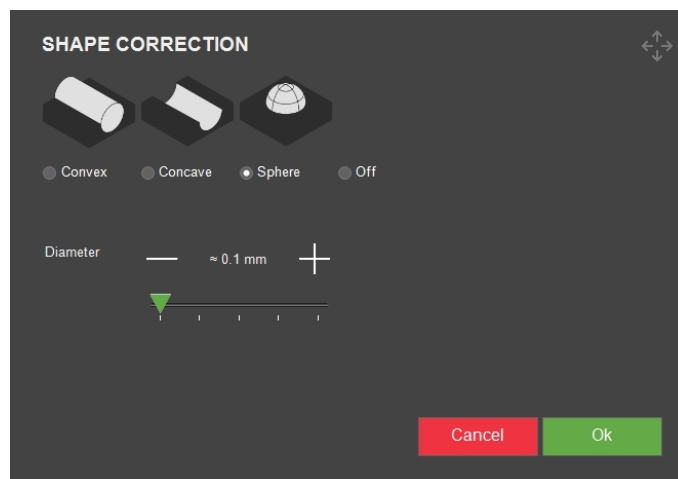 SHAPE CORRECTION
Convex Concave Sphere Off
Diameter ≈ 0.1 mm
Cancel Ok